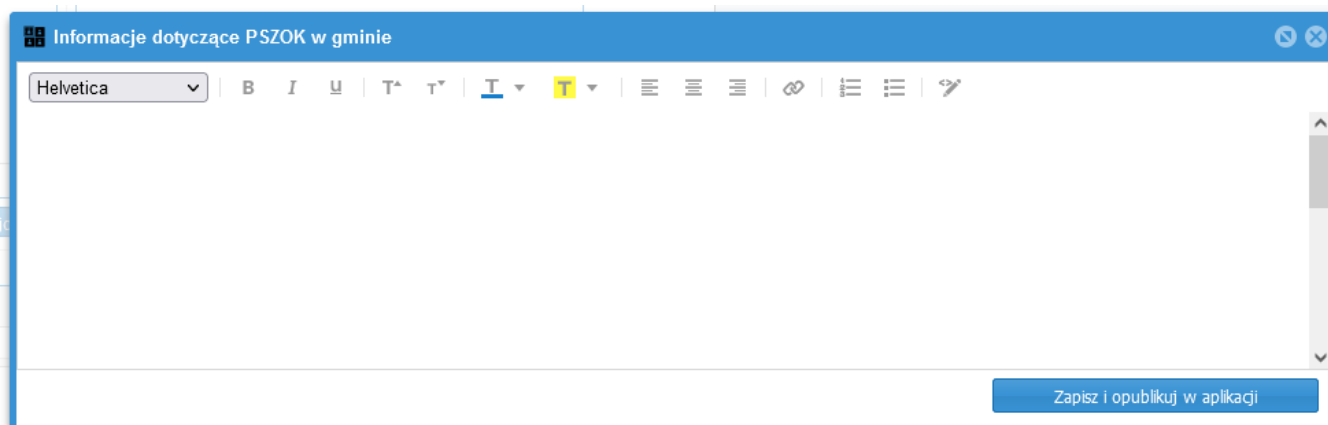 Informacje dotyczące PSZOK w gminie
Helvetica B I U T T T T
Zapisz i opublikuj w aplikacji